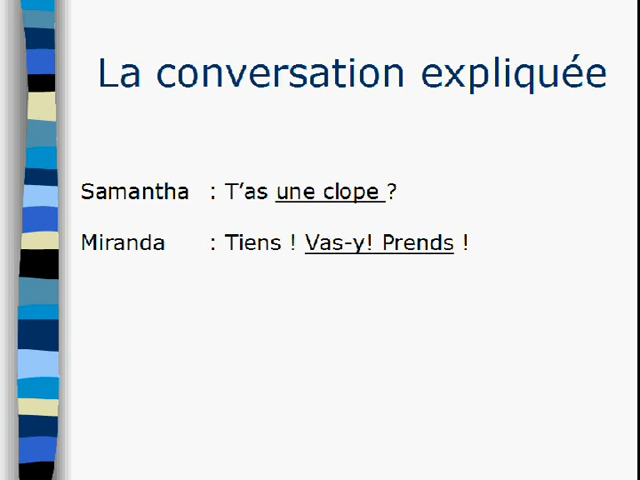 La conversation expliquée
Samantha : T’as une clope ?
Miranda : Tiens ! Vas-y! Prends !